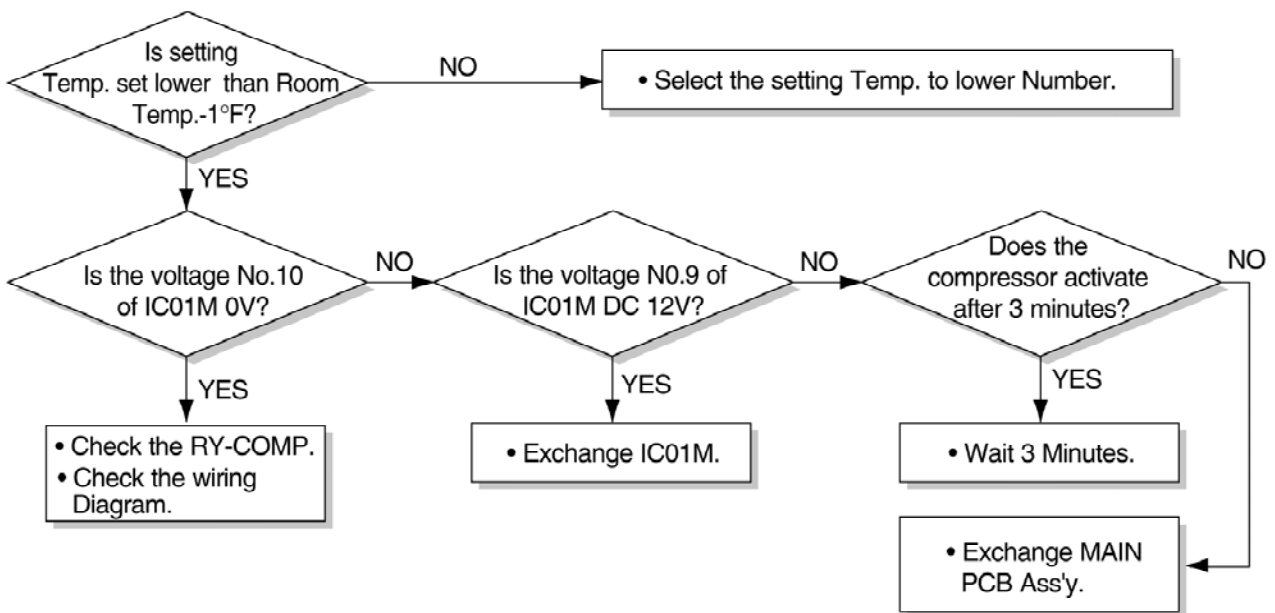 Is setting
Temp. set lower than Room
Temp.-1°F?
NO
• Select the setting Temp. to lower Number.
YES
Is the voltage No.10
of IC01M 0V?
NO
Is the voltage N0.9 of
IC01M DC 12V?
NO
Does the
compressor activate
after 3 minutes?
NO
YES
YES
YES
• Check the RY-COMP.
• Check the wiring
Diagram.
• Exchange IC01M.
• Wait 3 Minutes.
• Exchange MAIN
PCB Ass'y.